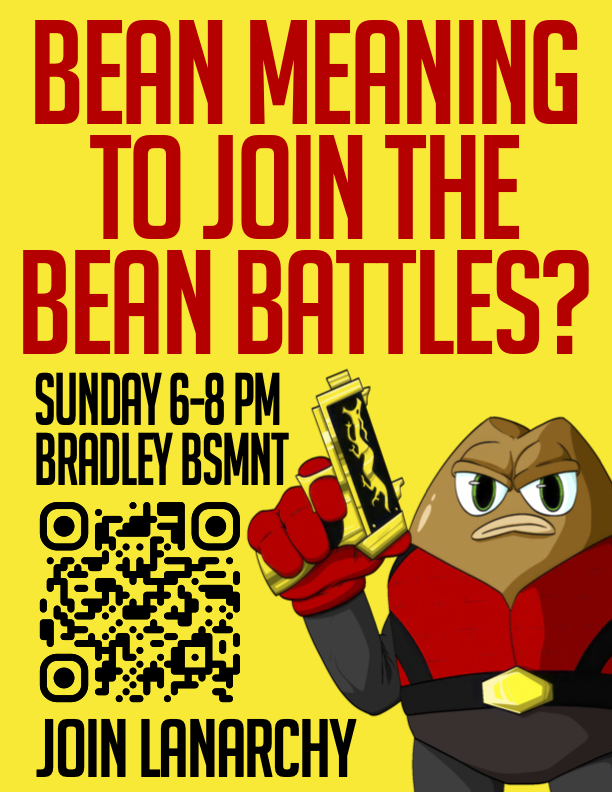 BEAN MEANING
TO JOIN THE
BEAN BATTLES?
SUNDAY 6-8 PM
BRADLEY BSMNT
JOIN LANARCHY